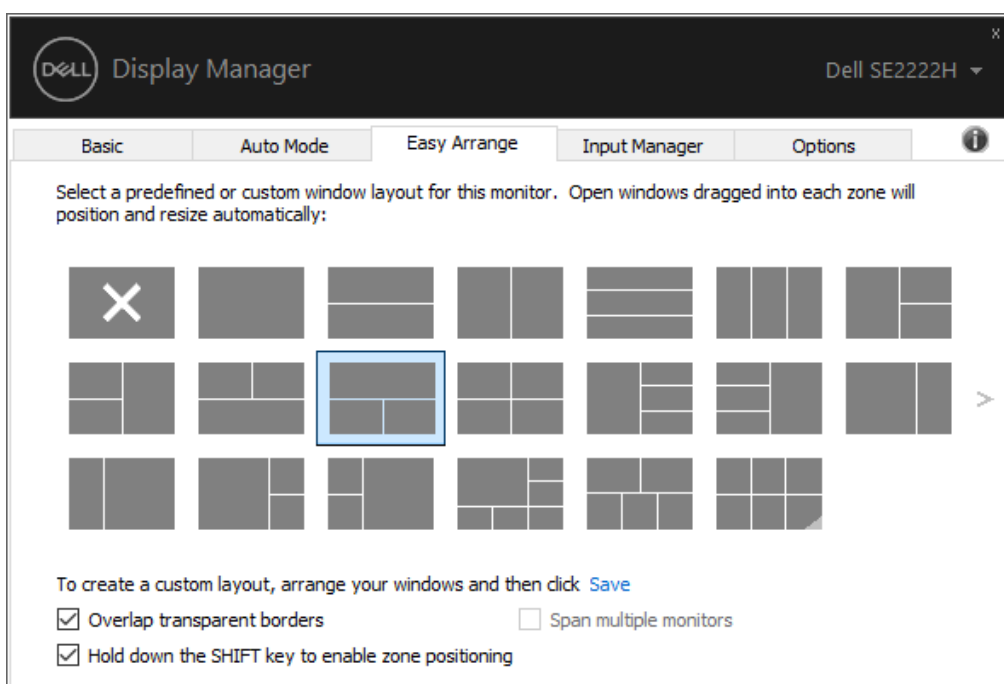 DELL Display Manager
x
Dell SE2222H
Basic Auto Mode Easy Arrange Input Manager Options
Select a predefined or custom window layout for this monitor. Open windows dragged into each zone will
position and resize automatically:
>
To create a custom layout, arrange your windows and then click Save
Overlap transparent borders
Span multiple monitors
Hold down the SHIFT key to enable zone positioning